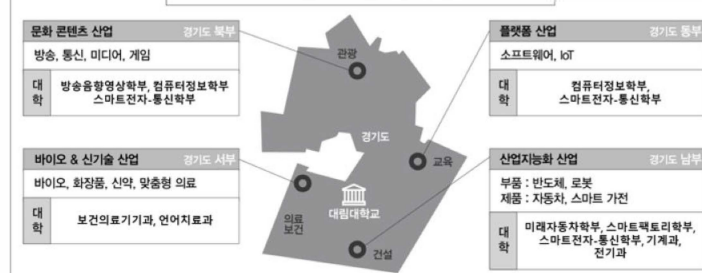 문화 콘텐츠 산업 경기도 북부
방송, 통신, 미디어, 게임
대학
방송음향영상학부, 컴퓨터정보학부
스마트전자·통신학부
플랫폼 산업 경기도 동부
소프트웨어, IoT
대학
컴퓨터정보학부,
스마트전자·통신학부
관광
경기도
교육
의료
보건
대림대학교
건설
바이오 & 신기술 산업 경기도 서부
바이오, 화장품, 신약, 맞춤형 의료
대학
보건의료기기과, 언어치료과
산업지능화 산업 경기도 남부
부품 : 반도체, 로봇
제품 : 자동차, 스마트 가전
대학
미래자동차학부, 스마트팩토리학부,
스마트전자·통신학부, 기계과,
전기과